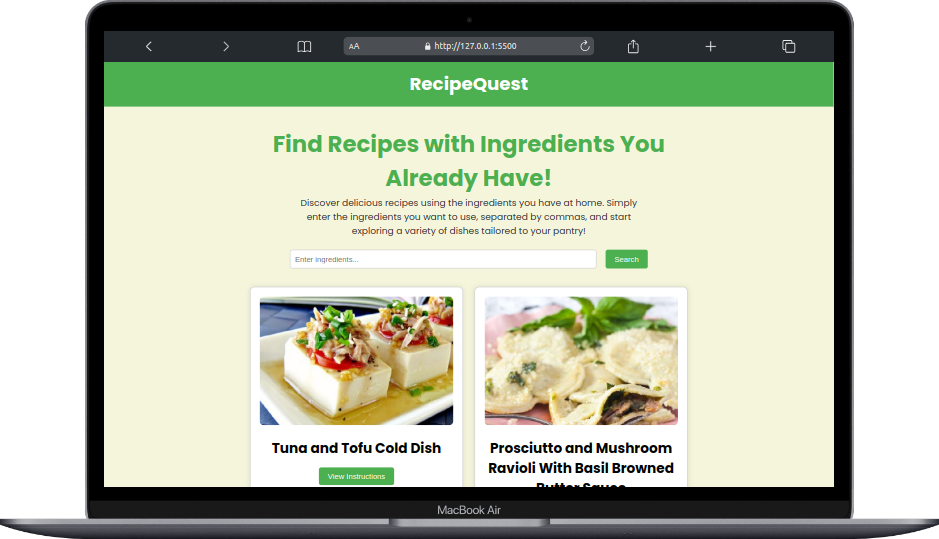 AA http://127.0.0.1:5500
RecipeQuest
Find Recipes with Ingredients You
Already Have!
Discover delicious recipes using the ingredients you have at home. Simply
enter the ingredients you want to use, separated by commas, and start
exploring a variety of dishes tailored to your pantry!
Enter ingredients... Search
Tuna and Tofu Cold Dish
View Instructions
Prosciutto and Mushroom
Ravioli With Basil Browned
Butter Sauce
MacBook Air